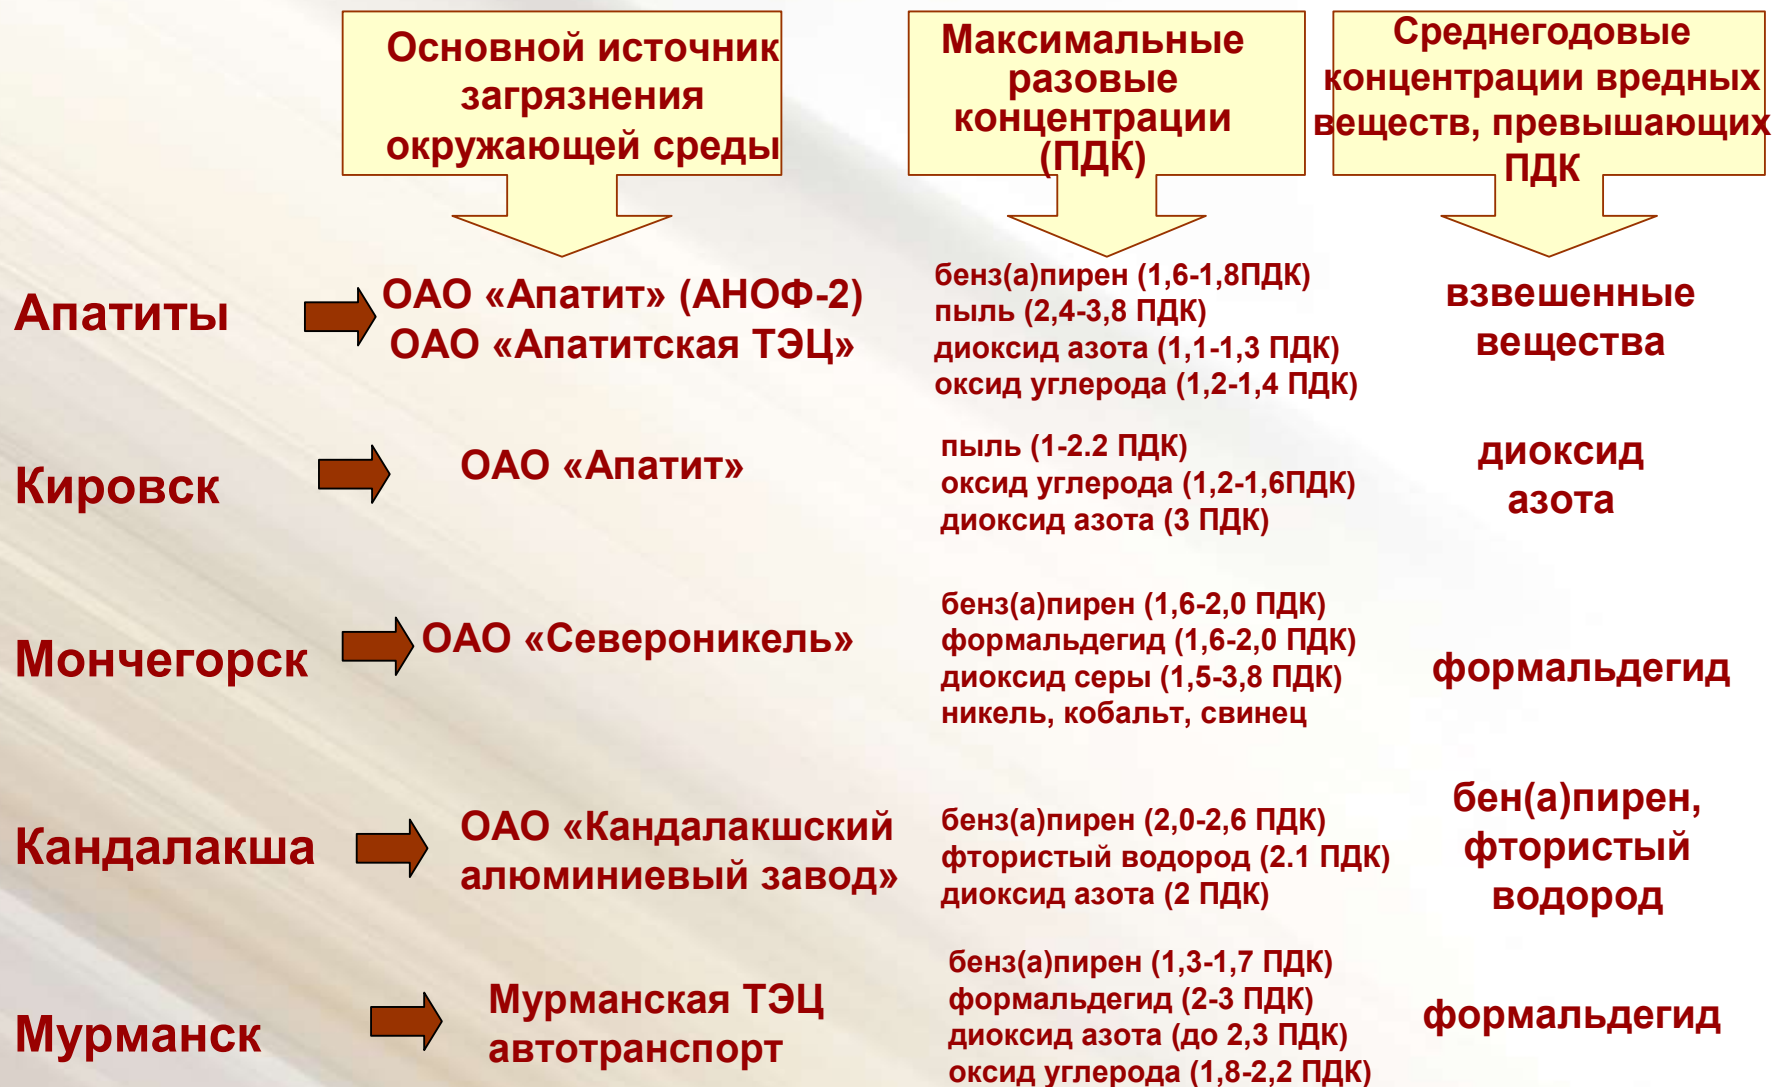 Основной источник
загрязнения
окружающей среды
Максимальные
разовые
концентрации
(ПДК)
Среднегодовые
концентрации вредных
веществ, превышающих
ПДК
Апатиты
ОАО «Апатит» (АНОФ-2)
ОАО «Апатитская ТЭЦ»
бенз(а)пирен (1,6-1,8ПДК)
пыль (2,4-3,8 ПДК)
диоксид азота (1,1-1,3 ПДК)
оксид углерода (1,2-1,4 ПДК)
взвешенные
вещества
Кировск
ОАО «Апатит»
пыль (1-2.2 ПДК)
оксид углерода (1,2-1,6ПДК)
диоксид азота (3 ПДК)
диоксид
азота
Мончегорск
ОАО «Североникель»
бенз(а)пирен (1,6-2,0 ПДК)
формальдегид (1,6-2,0 ПДК)
диоксид серы (1,5-3,8 ПДК)
никель, кобальт, свинец
формальдегид
Кандалакша
ОАО «Кандалакшский
алюминиевый завод»
бенз(а)пирен (2,0-2,6 ПДК)
фтористый водород (2.1 ПДК)
диоксид азота (2 ПДК)
бен(а)пирен,
фтористый
водород
Мурманск
Мурманская ТЭЦ
автотранспорт
бенз(а)пирен (1,3-1,7 ПДК)
формальдегид (2-3 ПДК)
диоксид азота (до 2,3 ПДК)
оксид углерода (1,8-2,2 ПДК)
формальдегид